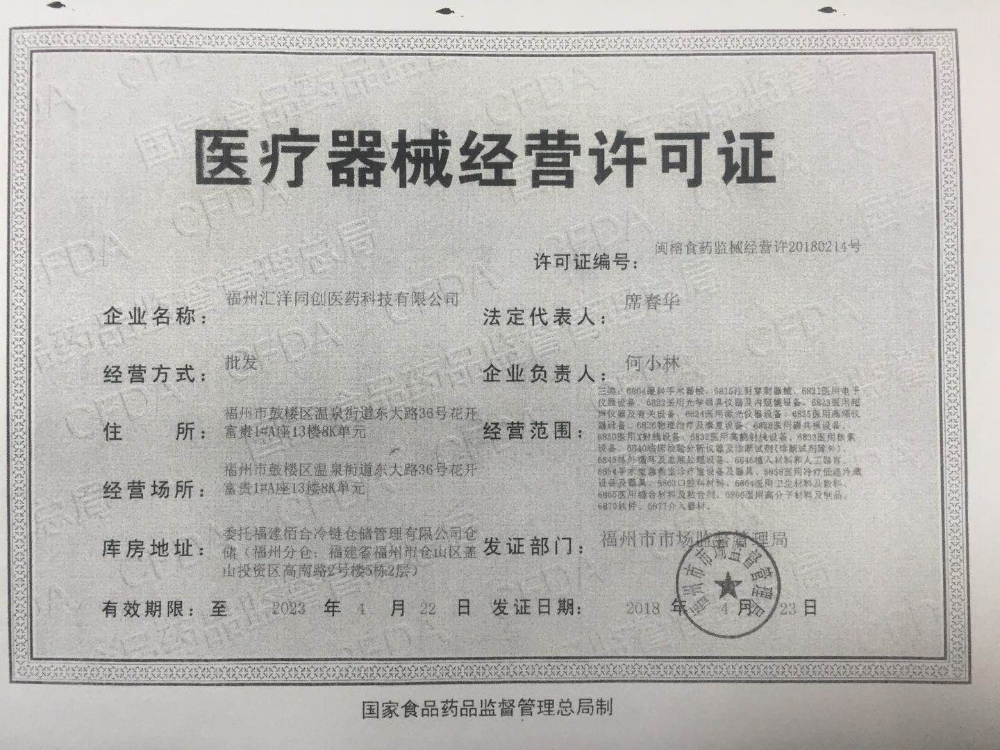 医疗器械经营许可证
许可证编号：闽榕食药监械经营许20180214号
企业名称：福州汇洋同创医药科技有限公司
法定代表人：席春华
经营方式：批发
企业负责人：何小林
住　　所：福州市鼓楼区温泉街道东大路36号花开
富贵1#A座13楼8K单元
经营范围：三类：6804眼科手术器械、6815注射穿刺器械、6821医用电子
仪器设备、6822医用光学器具仪器及内窥镜设备、6823医用超
声仪器及有关设备、6824医用激光仪器设备、6825医用高频仪
器设备、6826物理治疗及康复设备、6828医用磁共振设备、
6830医用X射线设备、6832医用高能射线设备、6833医用核素
设备、6840临床检验分析仪器及诊断试剂(诊断试剂除外)、
6845体外循环及血液处理设备、6846植入材料和人工器官、
6854手术室急救室诊疗室设备及器具、6858医用冷疗低温冷藏
设备及器具、6863口腔科材料、6864医用卫生材料及敷料、
6865医用缝合材料及粘合剂、6866医用高分子材料及制品、
6870软件、6877介入器材。
经营场所：福州市鼓楼区温泉街道东大路36号花开
富贵1#A座13楼8K单元
库房地址：委托福建栢合冷链仓储管理有限公司仓
储（福州分仓：福建省福州市仓山区盖
山投资区高南路2号楼5栋2层）
发证部门：福州市市场监督管理局
有效期限：至 2023 年 4 月 22 日
发证日期：2018 年 4 月 23 日
福州市市场监督管理局
国家食品药品监督管理总局制